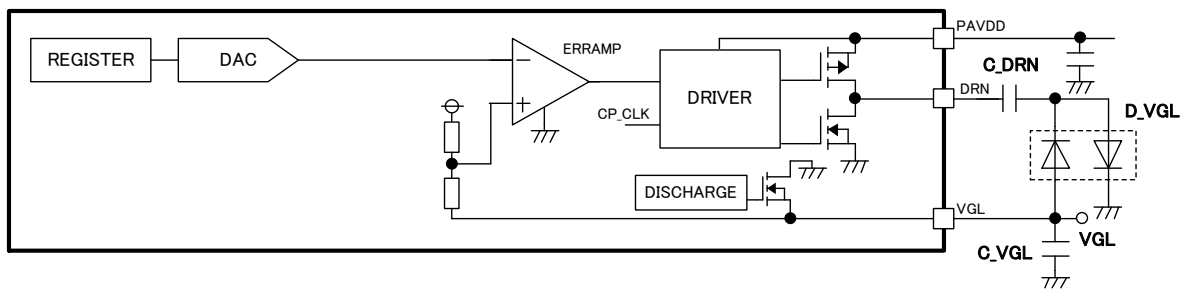 PAVDD
ERRAMP
REGISTER
DAC
C_DRN
DRIVER
DRN
CP_CLK
D_VGL
DISCHARGE
VGL
VGL
C_VGL